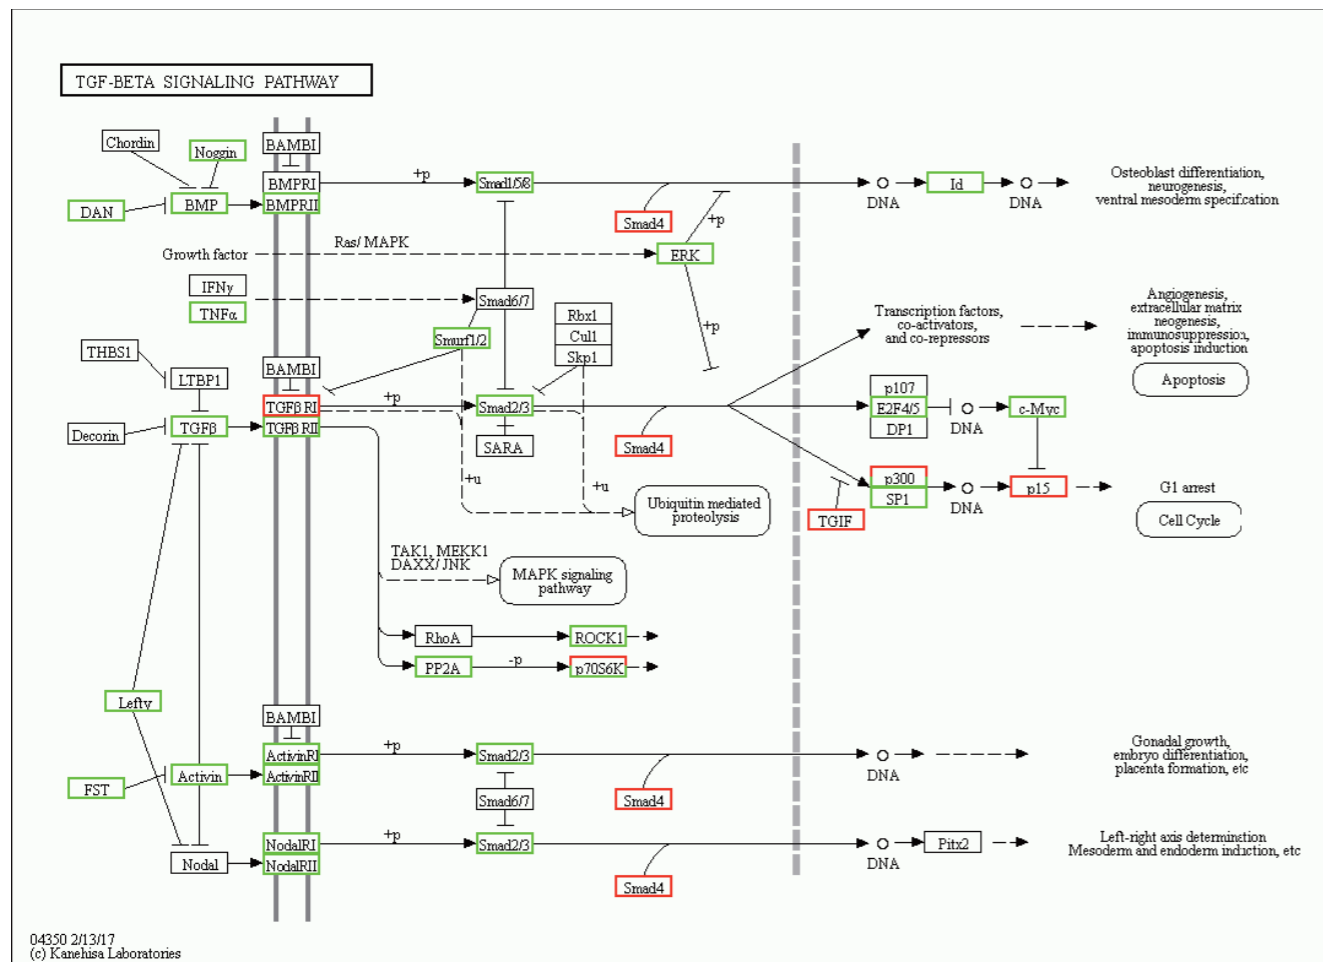 TGF-BETA SIGNALING PATHWAY
Chordin
Noggin
BAMBI
DAN
BMP
BMPRI
BMPRII
+p
Smad1/5/8
Smad4
DNA
Id
DNA
Osteoblast differentiation,
neurogenesis,
ventral mesoderm specification
Growth factor
Ras/ MAPK
ERK
+p
+p
IFNγ
TNFα
Smad6/7
Smurf1/2
Rbx1
Cul1
Skp1
Transcription factors,
co-activators,
and co-repressors
Angiogenesis,
extracellular matrix
neogenesis,
immunosuppression,
apoptosis induction
Apoptosis
THBS1
LTBP1
BAMBI
Decorin
TGFβ
TGFβ RI
TGFβ RII
+p
Smad2/3
SARA
Smad4
p107
E2F4/5
DP1
DNA
c-Myc
p300
SP1
DNA
p15
TGIF
G1 arrest
Cell Cycle
+u
+u
Ubiquitin mediated
proteolysis
TAK1, MEKK1
DAXX/ JNK
MAPK signaling
pathway
RhoA
ROCK1
PP2A
-p
p70S6K
Lefty
BAMBI
FST
Activin
ActivinRI
ActivinRII
+p
Smad2/3
Smad4
DNA
Gonadal growth,
embryo differentiation,
placenta formation, etc
Smad6/7
Nodal
NodalRI
NodalRII
+p
Smad2/3
Smad4
DNA
Pitx2
Left-right axis determination
Mesoderm and endoderm induction, etc
04350 2/13/17
(c) Kanehisa Laboratories